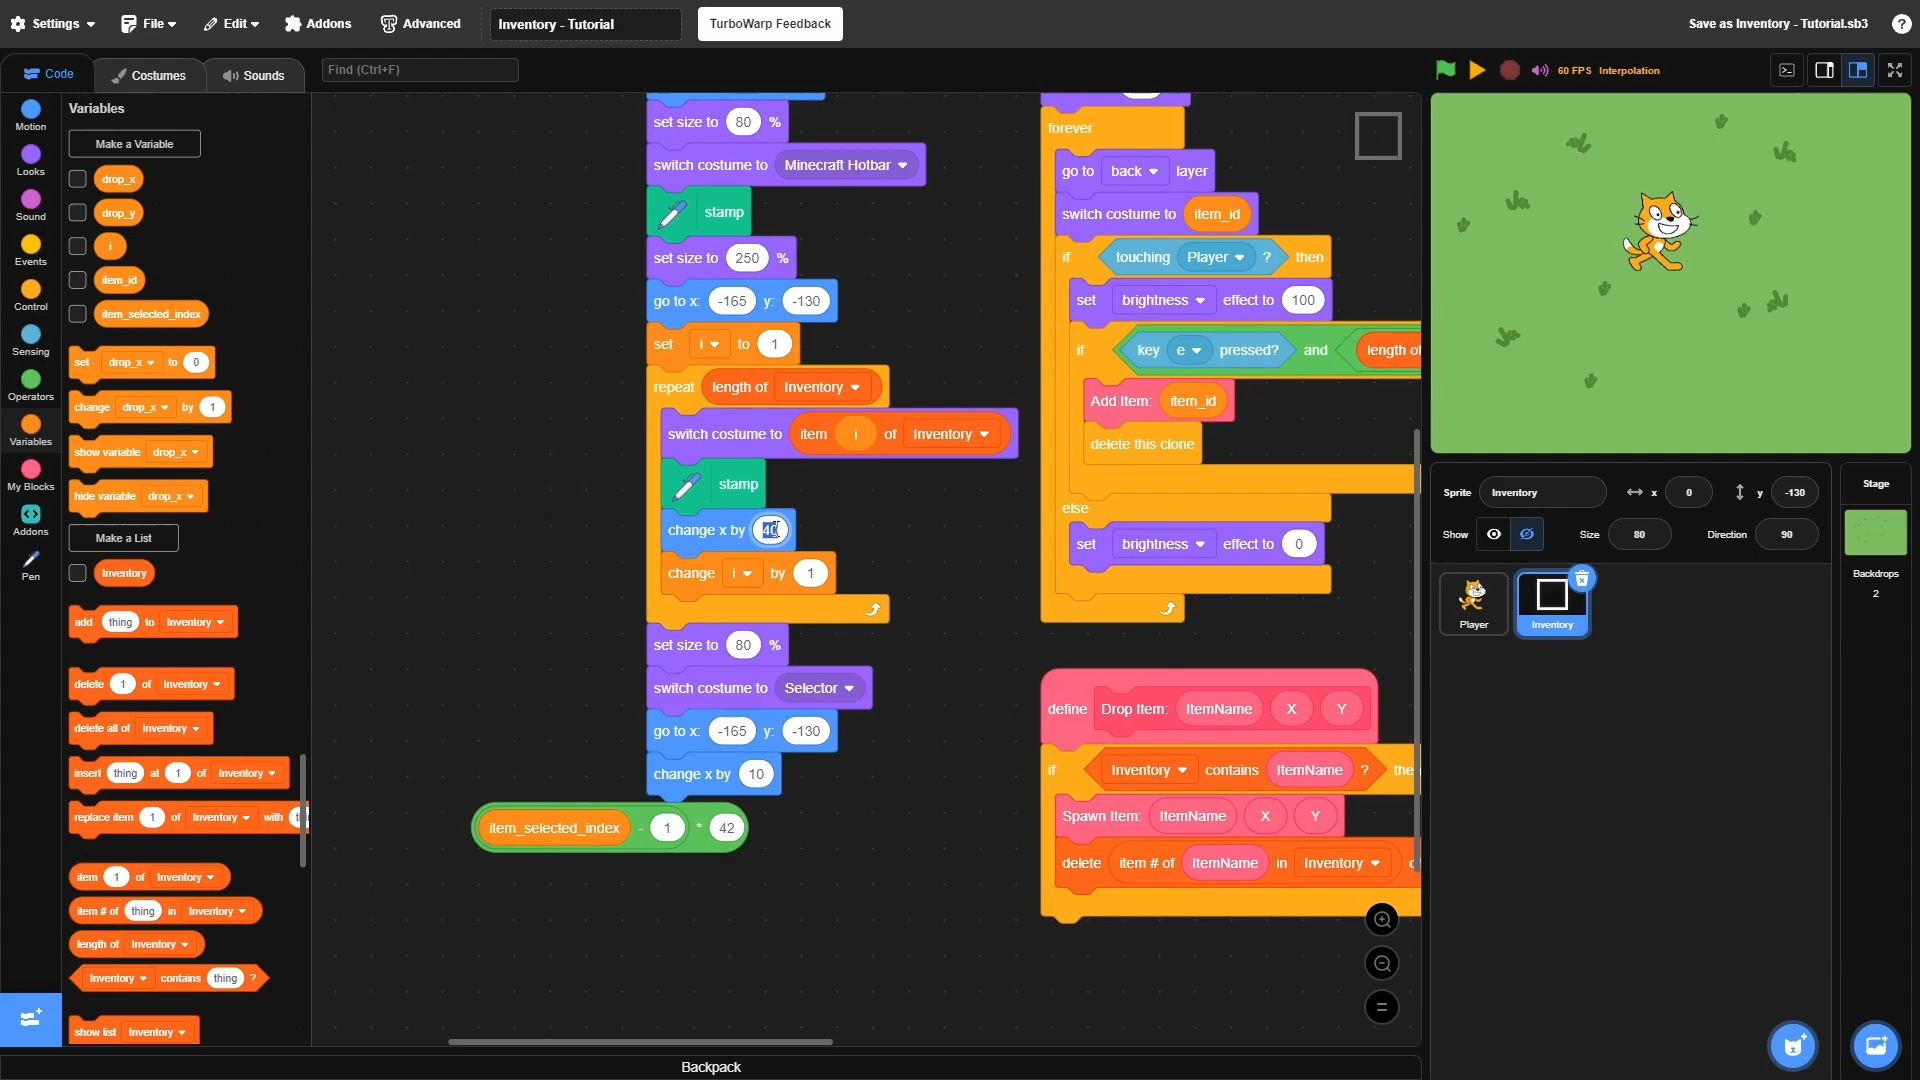 Settings File Edit Addons Advanced Inventory - Tutorial TurboWarp Feedback Save as Inventory - Tutorial.sb3 ?
Code Costumes Sounds Find (Ctrl+F) 60 FPS Interpolation
Motion
Looks
Sound
Events
Control
Sensing
Operators
Variables
My Blocks
Addons
Pen
Variables
Make a Variable
drop_x
drop_y
i
item_id
item_selected_index
set drop_x to 0
change drop_x by 1
show variable drop_x
hide variable drop_x
Make a List
Inventory
add thing to Inventory
delete 1 of Inventory
delete all of Inventory
insert thing at 1 of Inventory
replace item 1 of Inventory with
item 1 of Inventory
item # of thing in Inventory
length of Inventory
Inventory contains thing ?
show list Inventory
set size to 80 %
switch costume to Minecraft Hotbar
stamp
set size to 250 %
go to x: -165 y: -130
set i to 1
repeat length of Inventory
switch costume to item i of Inventory
stamp
change x by 40
change i by 1
set size to 80 %
switch costume to Selector
go to x: -165 y: -130
change x by 10
item_selected_index - 1 * 42
forever
go to back layer
switch costume to item_id
if touching Player ? then
set brightness effect to 100
if key e pressed? and length of
Add Item: item_id
delete this clone
else
set brightness effect to 0
define Drop Item: ItemName X Y
if Inventory contains ItemName ? the
Spawn Item: ItemName X Y
delete item # of ItemName in Inventory
Sprite Inventory x 0 y -130
Show Size 80 Direction 90
Player
Inventory
Stage
Backdrops
2
Backpack